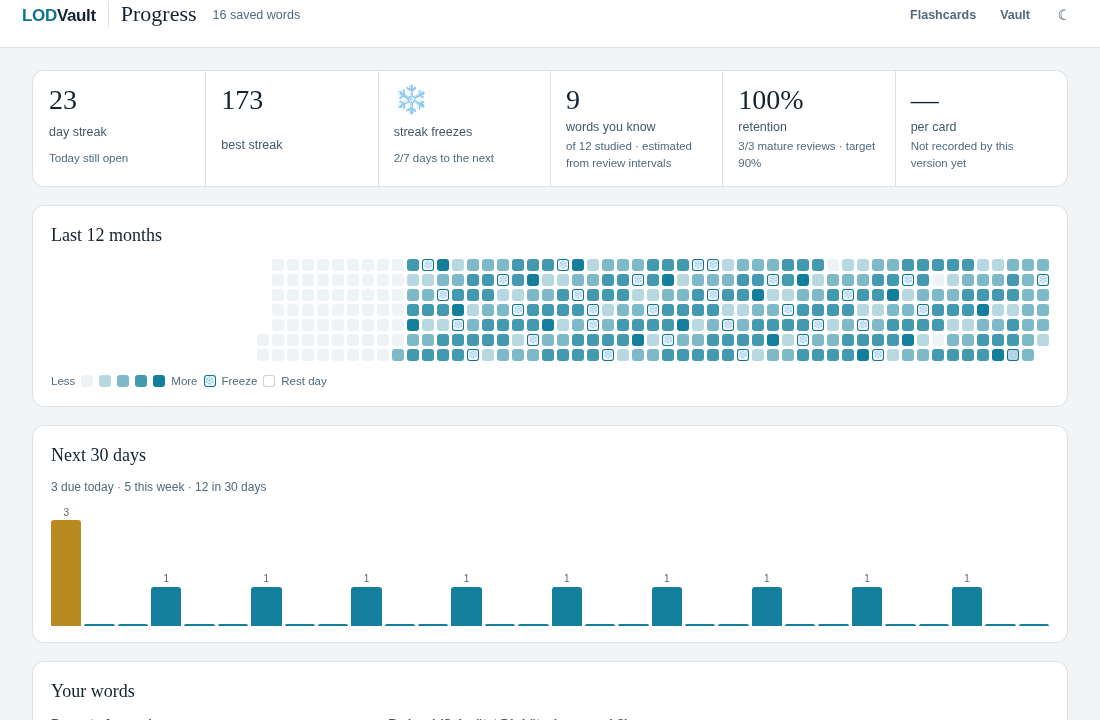 LODVault Progress 16 saved words Flashcards Vault
23
day streak
Today still open
173
best streak
streak freezes
2/7 days to the next
9
words you know
of 12 studied · estimated
from review intervals
100%
retention
3/3 mature reviews · target
90%
—
per card
Not recorded by this
version yet
Last 12 months
Less More Freeze Rest day
Next 30 days
3 due today · 5 this week · 12 in 30 days
3
1 1 1 1 1 1 1 1 1
Your words